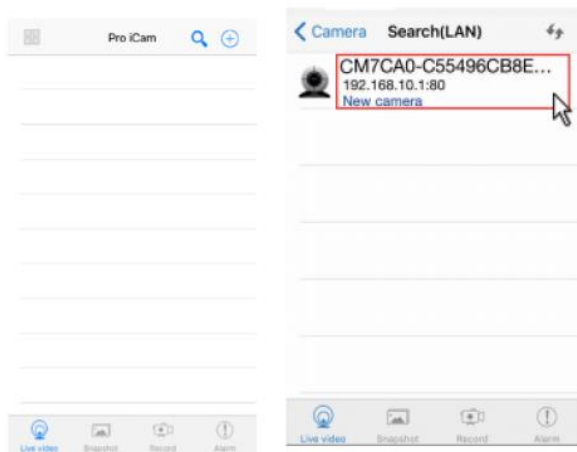 Pro iCam
Live video Snapshot Record Alarm
Camera Search(LAN)
CM7CA0-C55496CB8E...
192.168.10.1:80
New camera
Live video Snapshot Record Alarm